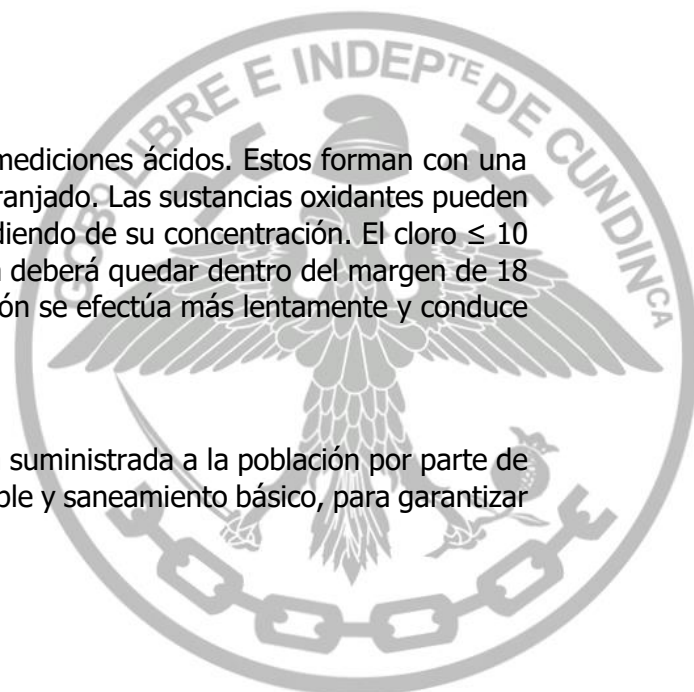 GOBº LIBRE E INDEPTE DE CUNDINCA
mediciones ácidos. Estos forman con una
ranjado. Las sustancias oxidantes pueden
diendo de su concentración. El cloro ≤ 10
deberá quedar dentro del margen de 18
ón se efectúa más lentamente y conduce
suministrada a la población por parte de
ble y saneamiento básico, para garantizar